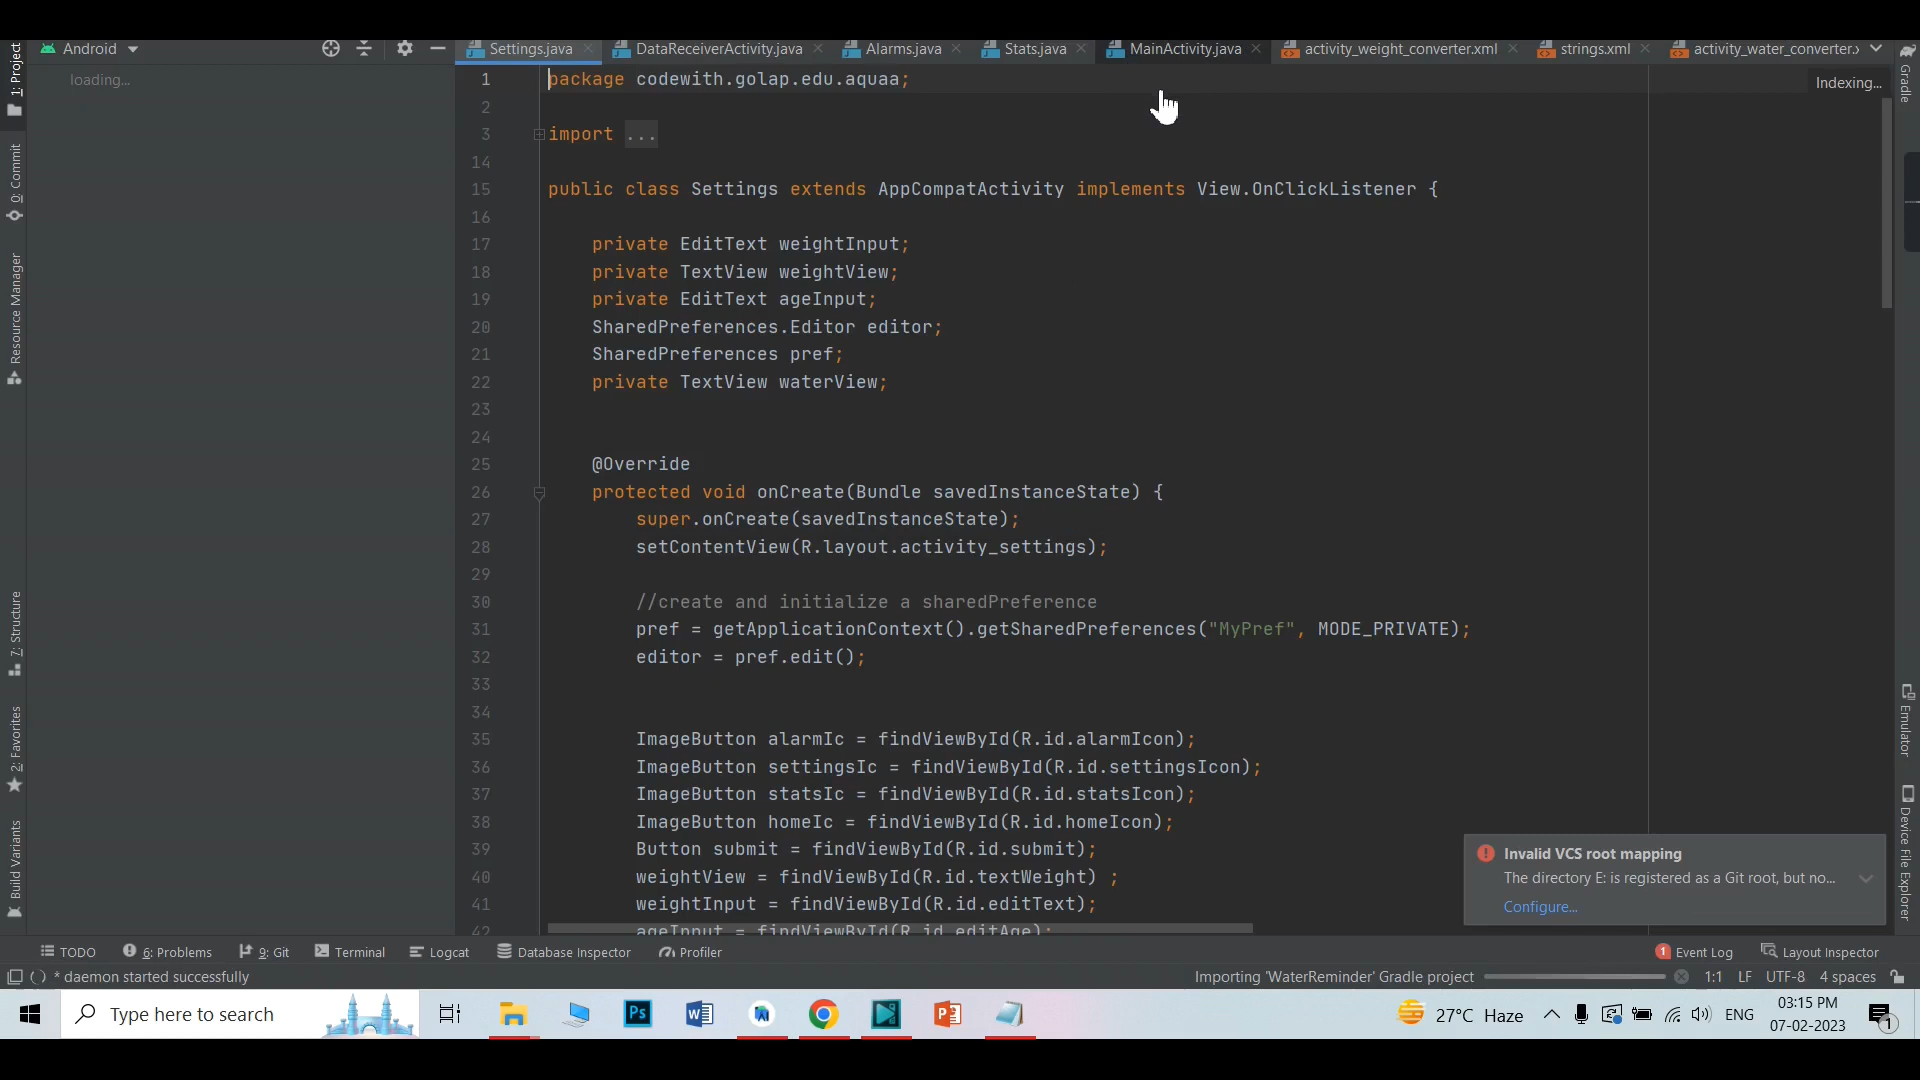 Android
Settings.java
DataReceiverActivity.java
Alarms.java
Stats.java
MainActivity.java
activity_weight_converter.xml
strings.xml
activity_water_converter.
loading...
Indexing...
1 package codewith.golap.edu.aquaa;
2
3 import ...
14
15 public class Settings extends AppCompatActivity implements View.OnClickListener {
16
17 private EditText weightInput;
18 private TextView weightView;
19 private EditText ageInput;
20 SharedPreferences.Editor editor;
21 SharedPreferences pref;
22 private TextView waterView;
23
24
25 @Override
26 protected void onCreate(Bundle savedInstanceState) {
27 super.onCreate(savedInstanceState);
28 setContentView(R.layout.activity_settings);
29
30 //create and initialize a sharedPreference
31 pref = getApplicationContext().getSharedPreferences("MyPref", MODE_PRIVATE);
32 editor = pref.edit();
33
34
35 ImageButton alarmIc = findViewById(R.id.alarmIcon);
36 ImageButton settingsIc = findViewById(R.id.settingsIcon);
37 ImageButton statsIc = findViewById(R.id.statsIcon);
38 ImageButton homeIc = findViewById(R.id.homeIcon);
39 Button submit = findViewById(R.id.submit);
40 weightView = findViewById(R.id.textWeight) ;
41 weightInput = findViewById(R.id.editText);
42 ageInput = findViewById(R.id.editAge);
1: Project
0: Commit
Resource Manager
7: Structure
2: Favorites
Build Variants
Gradle
Emulator
Device File Explorer
Invalid VCS root mapping
The directory E: is registered as a Git root, but no...
Configure...
TODO
6: Problems
9: Git
Terminal
Logcat
Database Inspector
Profiler
1 Event Log
Layout Inspector
* daemon started successfully
Importing 'WaterReminder' Gradle project
1:1 LF UTF-8 4 spaces
Type here to search
Ps
W
P
27°C Haze
ENG
03:15 PM
07-02-2023
1